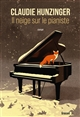 CLAUDIE HUNZINGER
Il neige sur le pianiste